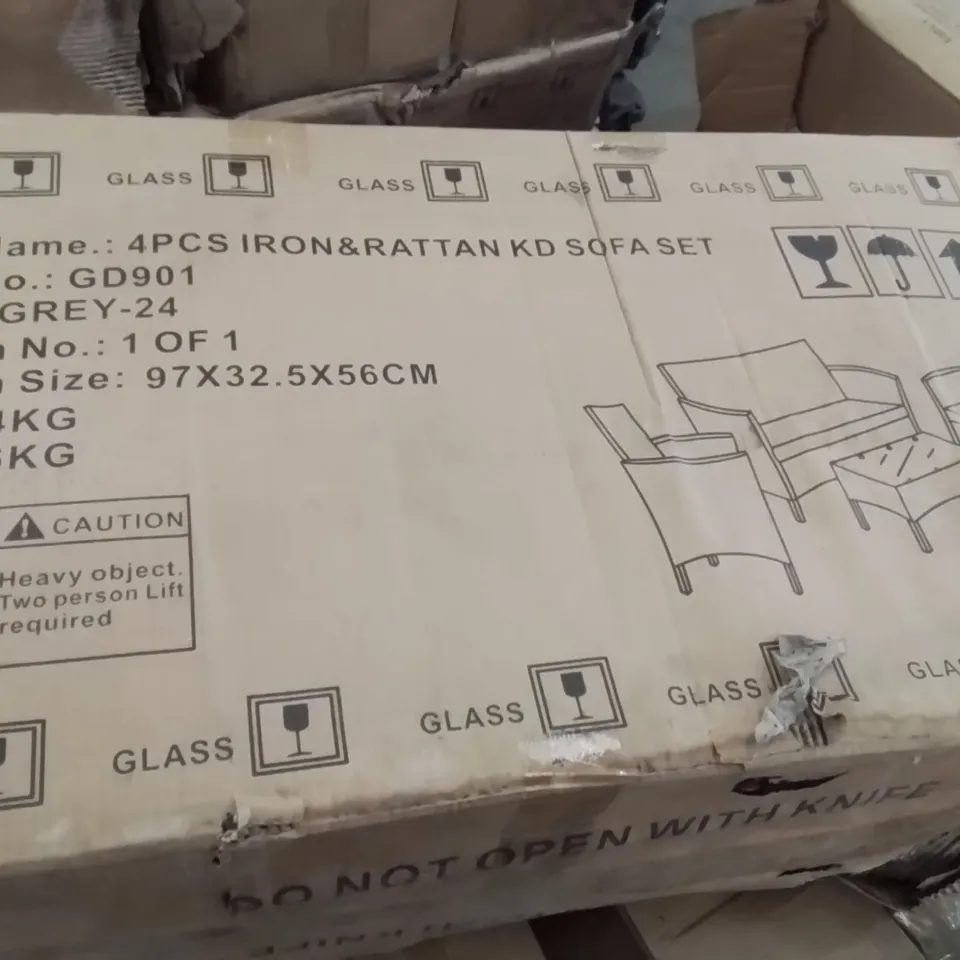 GLASS GLASS GLASS GLASS GLASS
ame.: 4PCS IRON&RATTAN KD SOFA SET
o.: GD901
GREY-24
No.: 1 OF 1
Size: 97X32.5X56CM
KG
KG
CAUTION
Heavy object.
Two person Lift
required
GLASS GLASS GLASS GLA
DO NOT OPEN WITH KNIFE